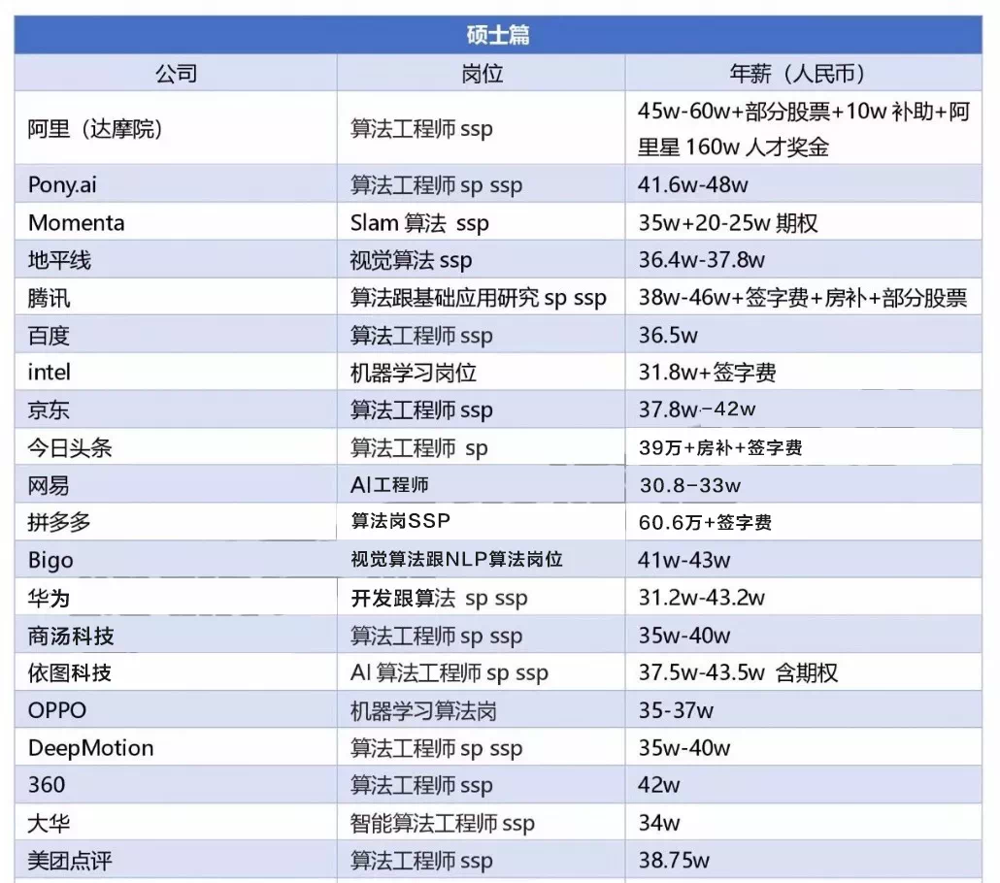 硕士篇
公司 岗位 年薪（人民币）
阿里（达摩院） 算法工程师 ssp 45w-60w+部分股票+10w 补助+阿
里星 160w 人才奖金
Pony.ai 算法工程师 sp ssp 41.6w-48w
Momenta Slam 算法 ssp 35w+20-25w 期权
地平线 视觉算法 ssp 36.4w-37.8w
腾讯 算法跟基础应用研究 sp ssp 38w-46w+签字费+房补+部分股票
百度 算法工程师 ssp 36.5w
intel 机器学习岗位 31.8w+签字费
京东 算法工程师 ssp 37.8w-42w
今日头条 算法工程师 sp 39万+房补+签字费
网易 AI工程师 30.8-33w
拼多多 算法岗SSP 60.6万+签字费
Bigo 视觉算法跟NLP算法岗位 41w-43w
华为 开发跟算法 sp ssp 31.2w-43.2w
商汤科技 算法工程师 sp ssp 35w-40w
依图科技 AI 算法工程师 sp ssp 37.5w-43.5w 含期权
OPPO 机器学习算法岗 35-37w
DeepMotion 算法工程师 sp ssp 35w-40w
360 算法工程师 ssp 42w
大华 智能算法工程师 ssp 34w
美团点评 算法工程师 ssp 38.75w